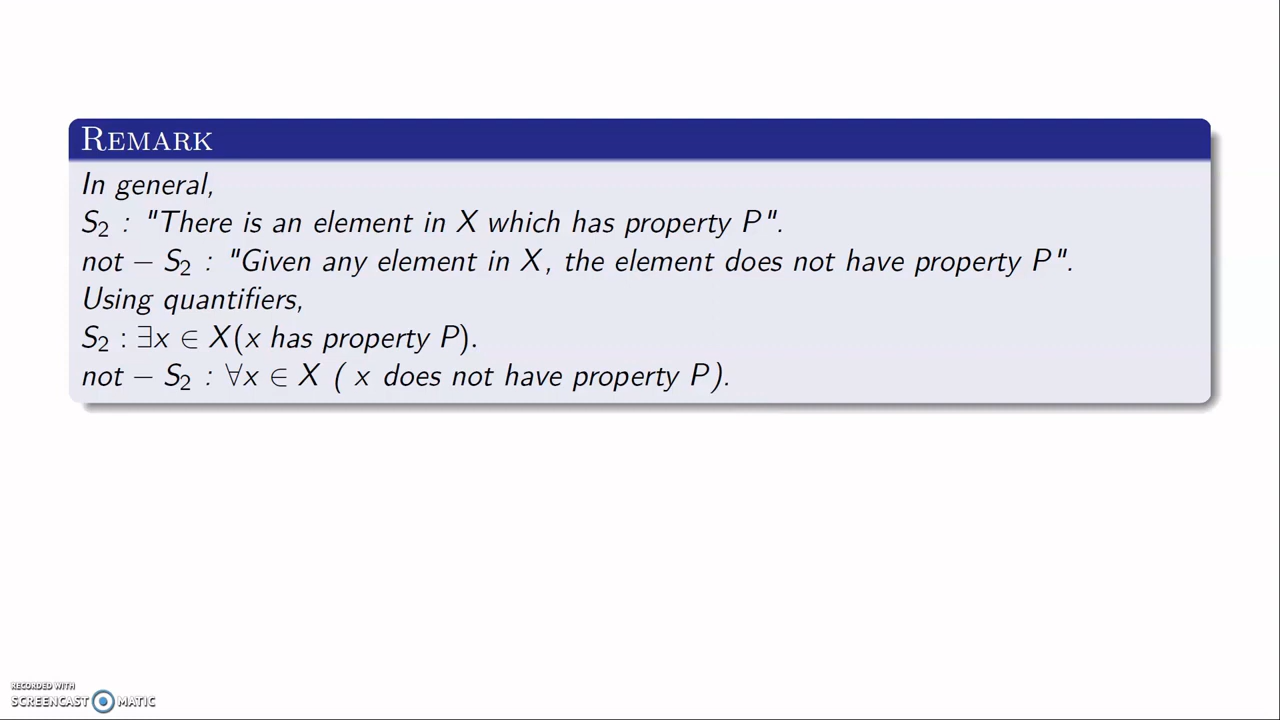 REMARK
In general,
S₂ : "There is an element in X which has property P".
not − S₂ : "Given any element in X, the element does not have property P".
Using quantifiers,
S₂ : ∃x ∈ X(x has property P).
not − S₂ : ∀x ∈ X ( x does not have property P).
RECORDED WITH
SCREENCAST MATIC